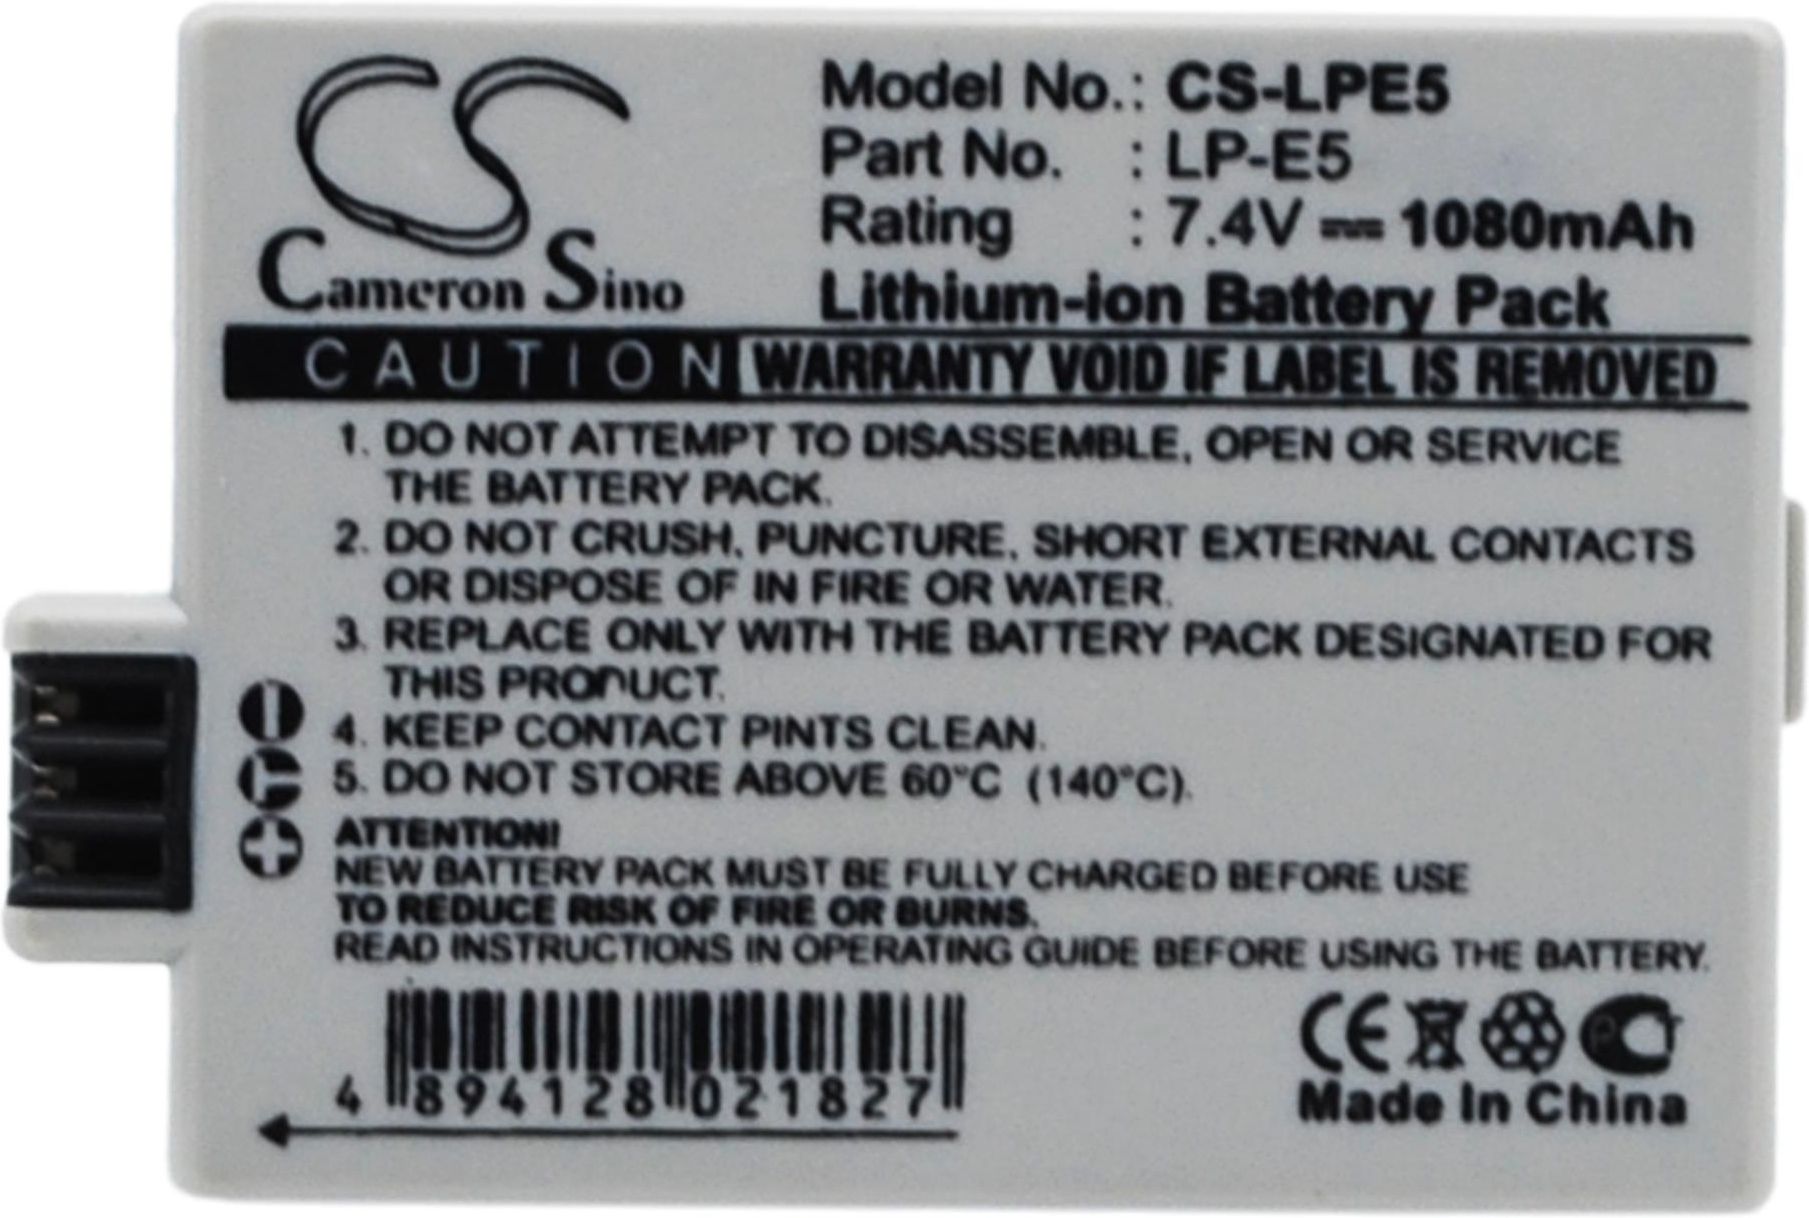 CS
Cameron Sino
Model No.: CS-LPE5
Part No. : LP-E5
Rating : 7.4V 1080mAh
Lithium-ion Battery Pack
CAUTION WARRANTY VOID IF LABEL IS REMOVED
1. DO NOT ATTEMPT TO DISASSEMBLE, OPEN OR SERVICE
THE BATTERY PACK.
2. DO NOT CRUSH, PUNCTURE, SHORT EXTERNAL CONTACTS
OR DISPOSE OF IN FIRE OR WATER.
3. REPLACE ONLY WITH THE BATTERY PACK DESIGNATED FOR
THIS PRODUCT.
4. KEEP CONTACT PINTS CLEAN.
5. DO NOT STORE ABOVE 60°C (140°C).
ATTENTION!
NEW BATTERY PACK MUST BE FULLY CHARGED BEFORE USE
TO REDUCE RISK OF FIRE OR BURNS.
READ INSTRUCTIONS IN OPERATING GUIDE BEFORE USING THE BATTERY.
4 894128 021827
CE
Made In China